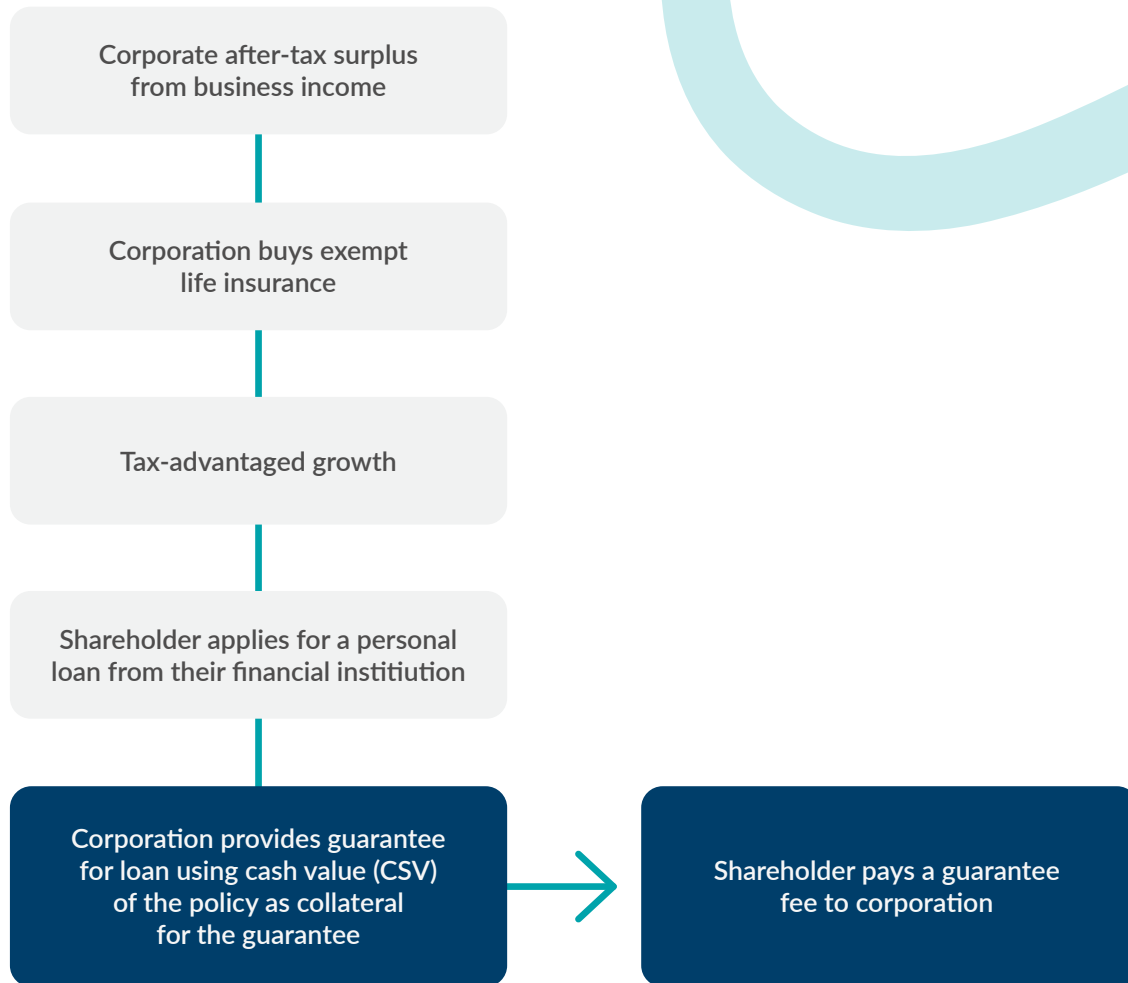 Corporate after-tax surplus
from business income
Corporation buys exempt
life insurance
Tax-advantaged growth
Shareholder applies for a personal
loan from their financial institiution
Corporation provides guarantee
for loan using cash value (CSV)
of the policy as collateral
for the guarantee
Shareholder pays a guarantee
fee to corporation